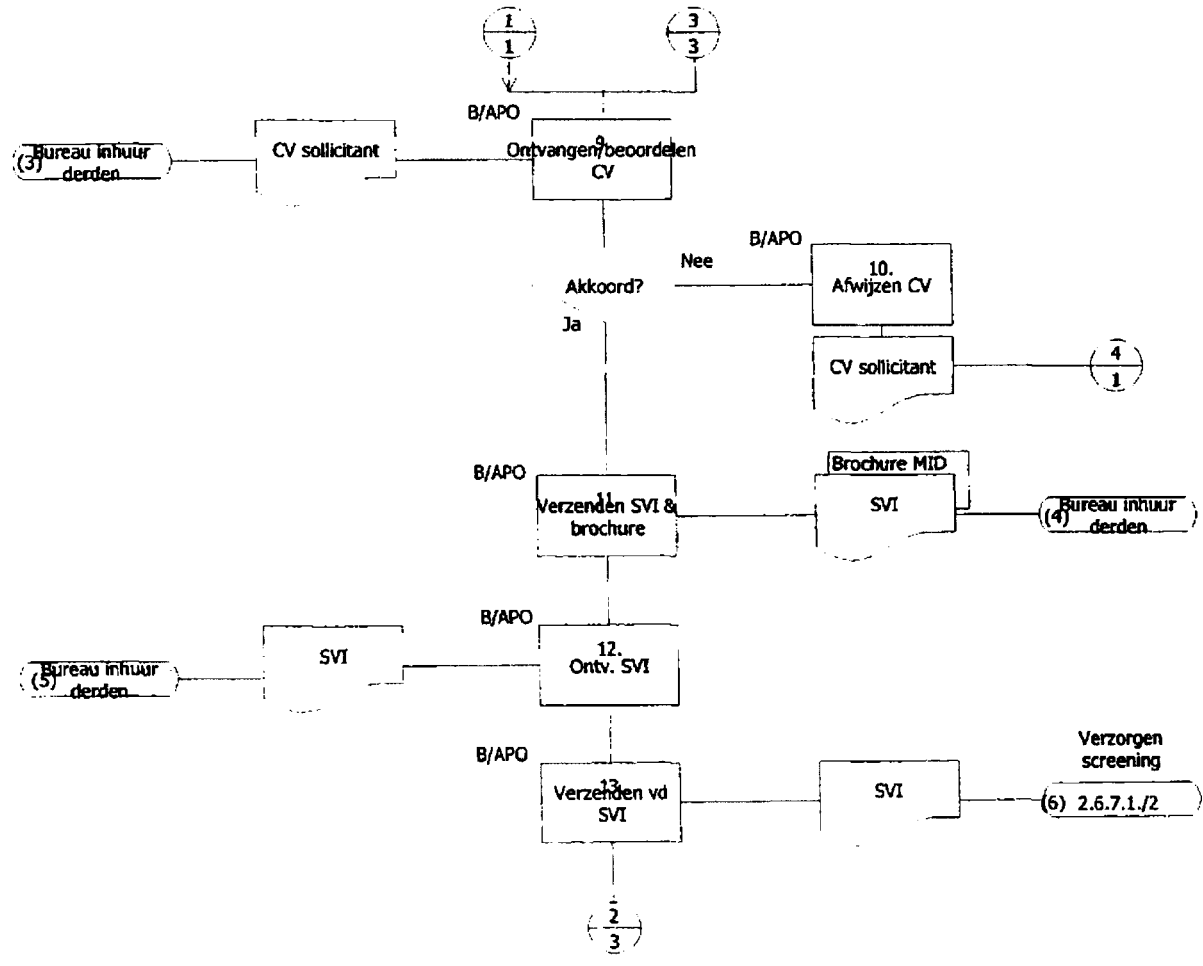 1
1
3
3
B/APO
9.
Ontvangen/beoordelen
CV
CV sollicitant
(3) Bureau inhuur
derden
B/APO
10.
Afwijzen CV
Nee
Akkoord?
Ja
CV sollicitant
4
1
B/APO
11.
Verzenden SVI &
brochure
Brochure MID
SVI
(4) Bureau inhuur
derden
B/APO
12.
Ontv. SVI
SVI
(5) Bureau inhuur
derden
B/APO
13.
Verzenden vd
SVI
SVI
Verzorgen
screening
(6) 2.6.7.1./2
2
3